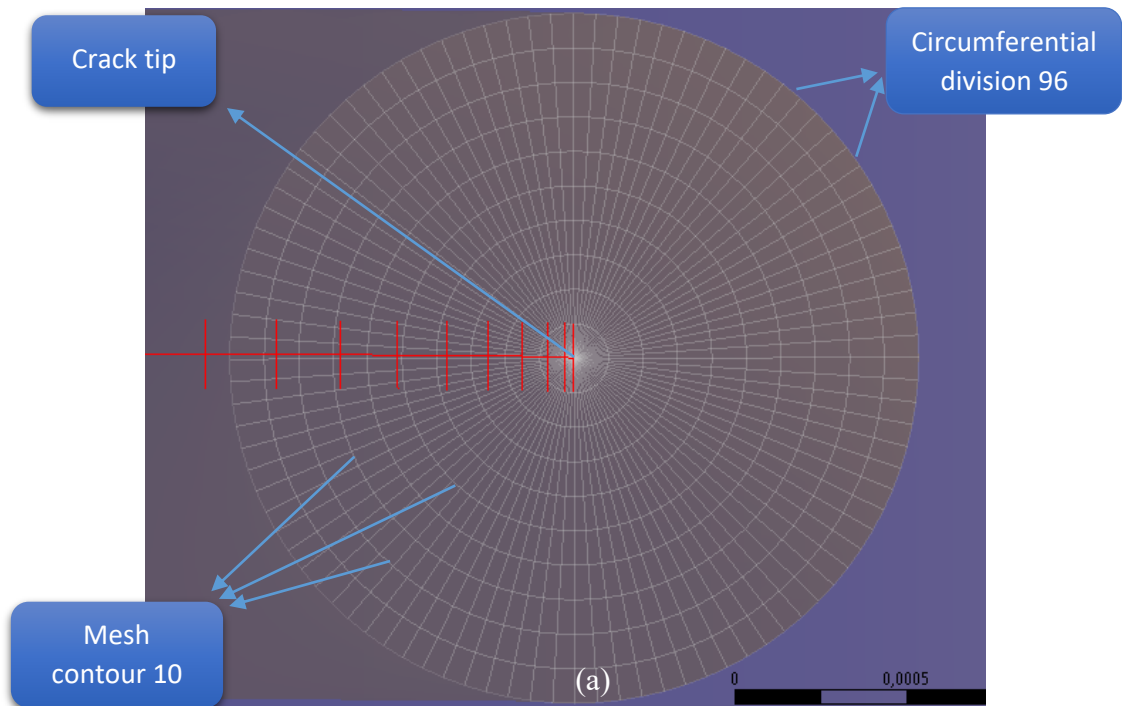 Crack tip
Circumferential
division 96
Mesh
contour 10
(a)
0
0,0005